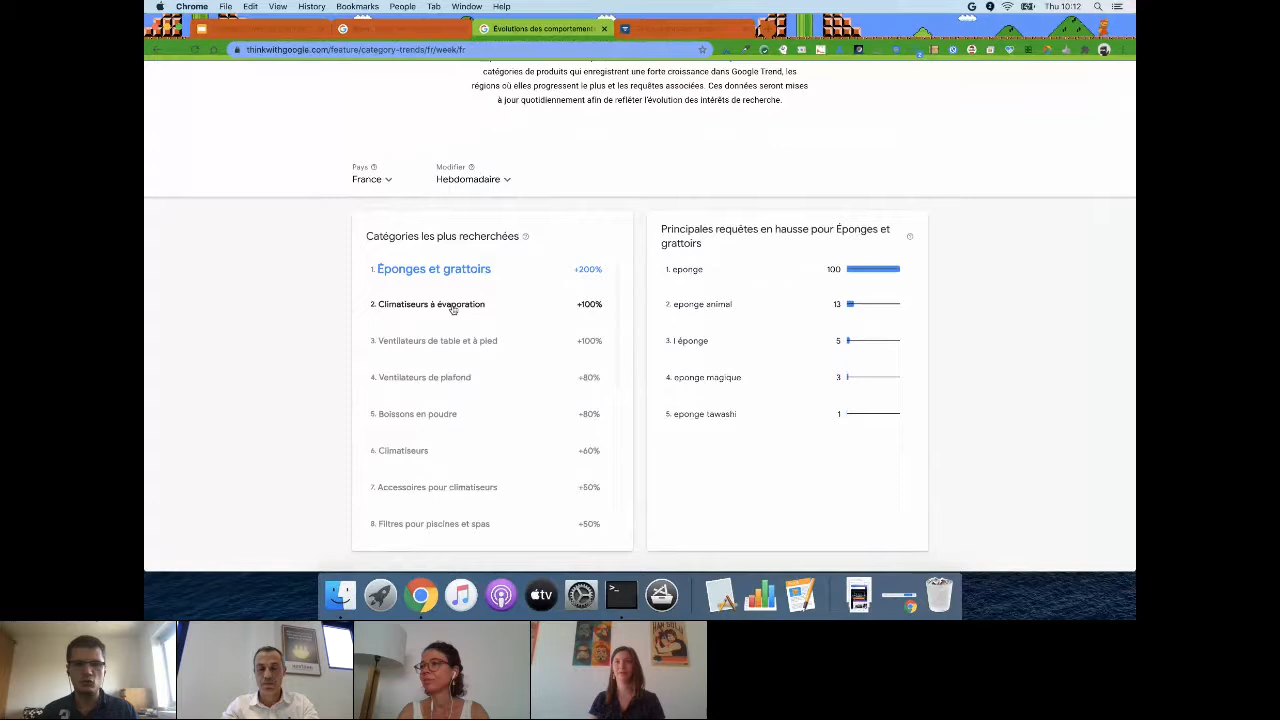 Chrome File Edit View History Bookmarks People Tab Window Help
Thu 10:12
Évolutions des comportement
thinkwithgoogle.com/feature/category-trends/fr/week/fr
catégories de produits qui enregistrent une forte croissance dans Google Trend, les
régions où elles progressent le plus et les requêtes associées. Ces données seront mises
à jour quotidiennement afin de refléter l'évolution des intérêts de recherche.
Pays
Modifier
France
Hebdomadaire
Catégories les plus recherchées
1. Éponges et grattoirs +200%
2. Climatiseurs à évaporation +100%
3. Ventilateurs de table et à pied +100%
4. Ventilateurs de plafond +80%
5. Boissons en poudre +80%
6. Climatiseurs +60%
7. Accessoires pour climatiseurs +50%
8. Filtres pour piscines et spas +50%
Principales requêtes en hausse pour Éponges et
grattoirs
1. eponge 100
2. eponge animal 13
3. l éponge 5
4. eponge magique 3
5. eponge tawashi 1
tv
HAN SOLO